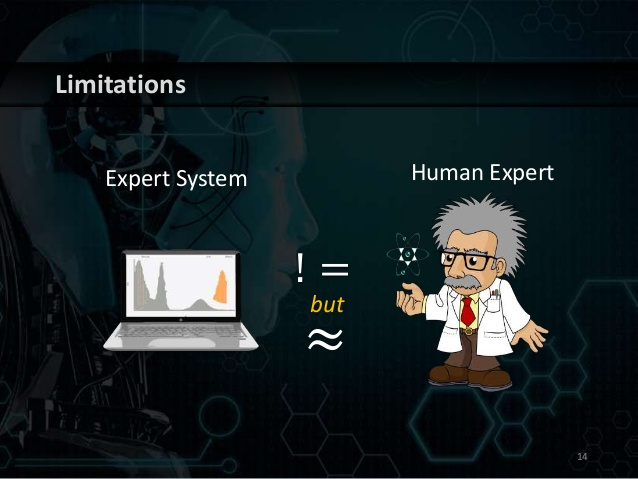 Limitations
Expert System
Human Expert
! =
but
≈
14